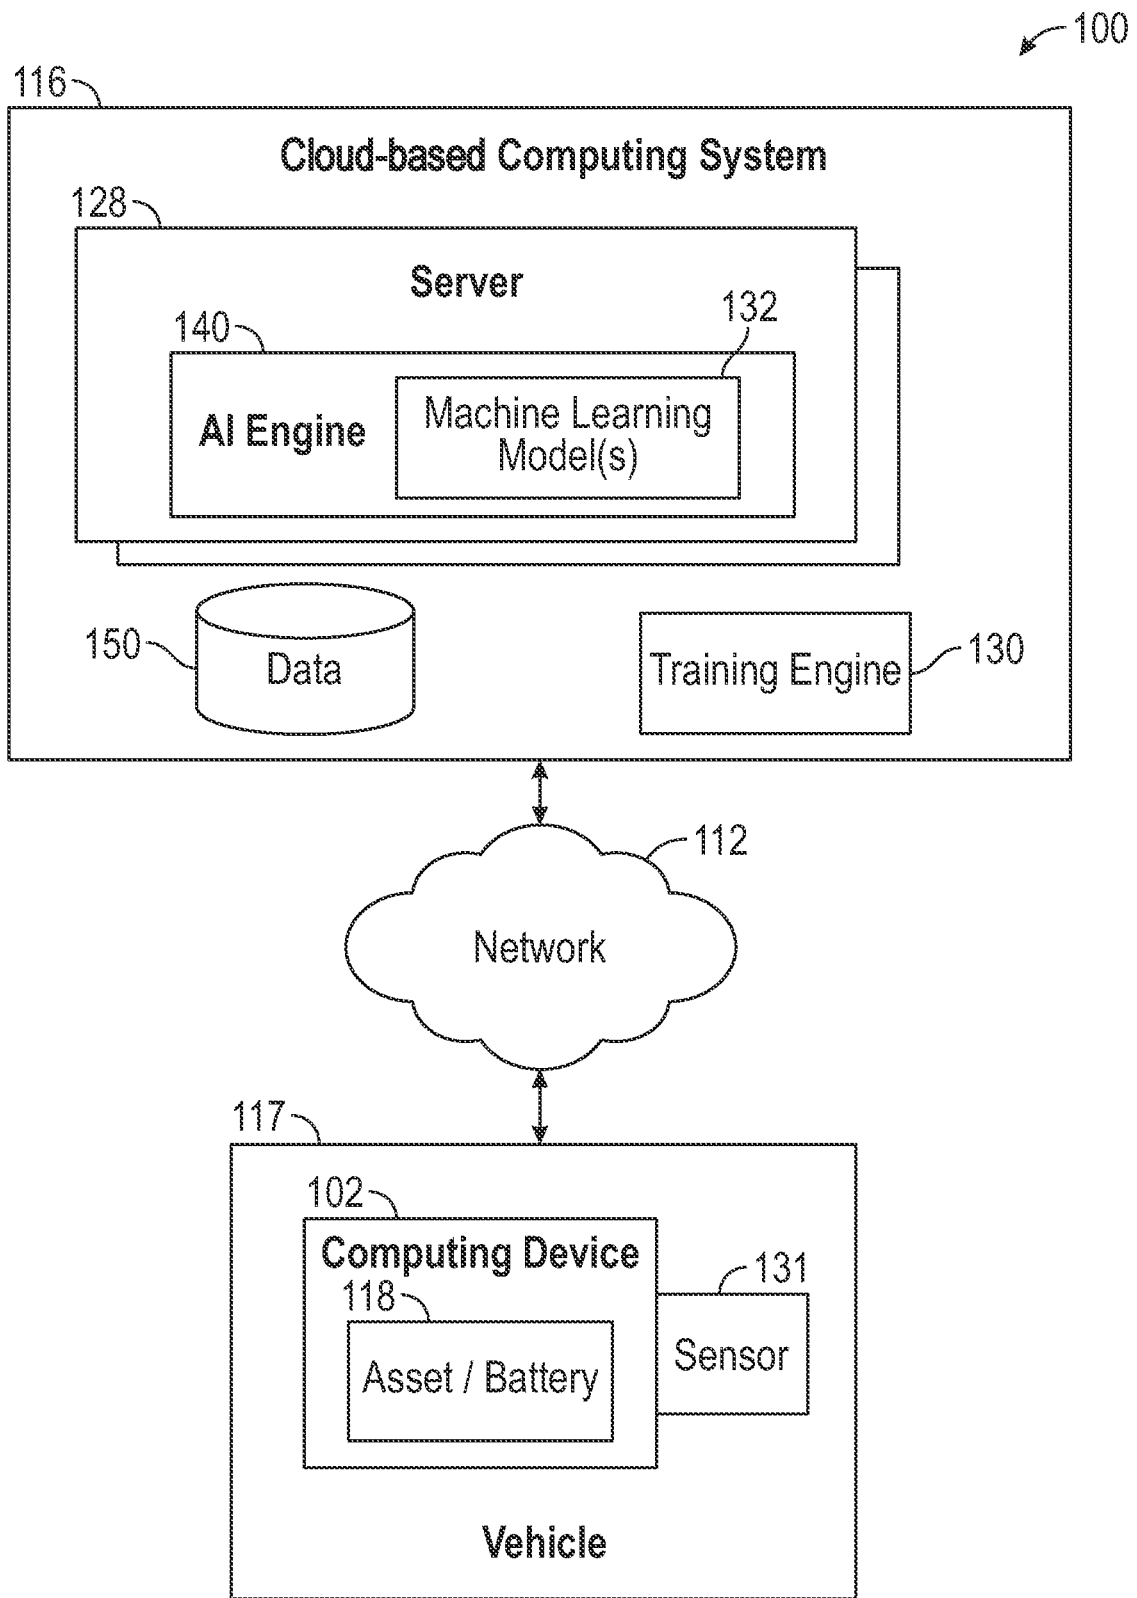 100
116
Cloud-based Computing System
128
Server
140
132
AI Engine
Machine Learning
Model(s)
150
Data
Training Engine
130
112
Network
117
102
Computing Device
118
131
Asset / Battery
Sensor
Vehicle